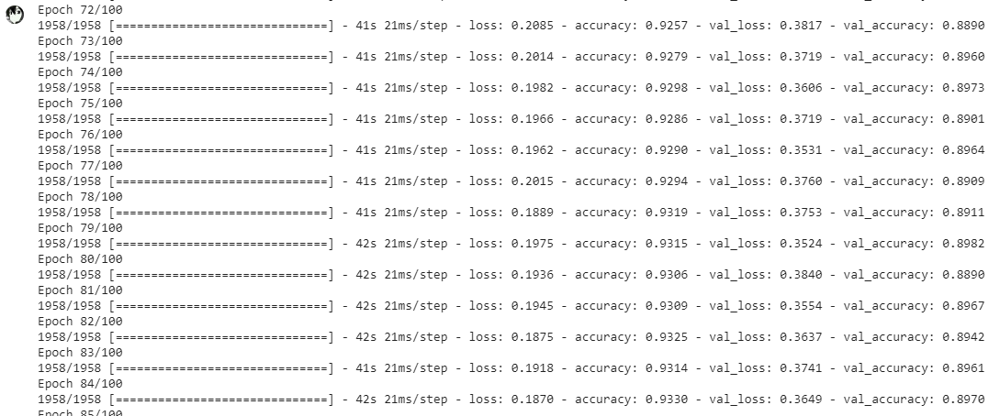 Epoch 72/100
1958/1958 [==============================] - 41s 21ms/step - loss: 0.2085 - accuracy: 0.9257 - val_loss: 0.3817 - val_accuracy: 0.8890
Epoch 73/100
1958/1958 [==============================] - 41s 21ms/step - loss: 0.2014 - accuracy: 0.9279 - val_loss: 0.3719 - val_accuracy: 0.8960
Epoch 74/100
1958/1958 [==============================] - 41s 21ms/step - loss: 0.1982 - accuracy: 0.9298 - val_loss: 0.3606 - val_accuracy: 0.8973
Epoch 75/100
1958/1958 [==============================] - 41s 21ms/step - loss: 0.1966 - accuracy: 0.9286 - val_loss: 0.3719 - val_accuracy: 0.8901
Epoch 76/100
1958/1958 [==============================] - 41s 21ms/step - loss: 0.1962 - accuracy: 0.9290 - val_loss: 0.3531 - val_accuracy: 0.8964
Epoch 77/100
1958/1958 [==============================] - 41s 21ms/step - loss: 0.2015 - accuracy: 0.9294 - val_loss: 0.3760 - val_accuracy: 0.8909
Epoch 78/100
1958/1958 [==============================] - 41s 21ms/step - loss: 0.1889 - accuracy: 0.9319 - val_loss: 0.3753 - val_accuracy: 0.8911
Epoch 79/100
1958/1958 [==============================] - 42s 21ms/step - loss: 0.1975 - accuracy: 0.9315 - val_loss: 0.3524 - val_accuracy: 0.8982
Epoch 80/100
1958/1958 [==============================] - 42s 21ms/step - loss: 0.1936 - accuracy: 0.9306 - val_loss: 0.3840 - val_accuracy: 0.8890
Epoch 81/100
1958/1958 [==============================] - 42s 21ms/step - loss: 0.1945 - accuracy: 0.9309 - val_loss: 0.3554 - val_accuracy: 0.8967
Epoch 82/100
1958/1958 [==============================] - 42s 21ms/step - loss: 0.1875 - accuracy: 0.9325 - val_loss: 0.3637 - val_accuracy: 0.8942
Epoch 83/100
1958/1958 [==============================] - 41s 21ms/step - loss: 0.1918 - accuracy: 0.9314 - val_loss: 0.3741 - val_accuracy: 0.8961
Epoch 84/100
1958/1958 [==============================] - 42s 21ms/step - loss: 0.1870 - accuracy: 0.9330 - val_loss: 0.3649 - val_accuracy: 0.8970
Epoch 85/100